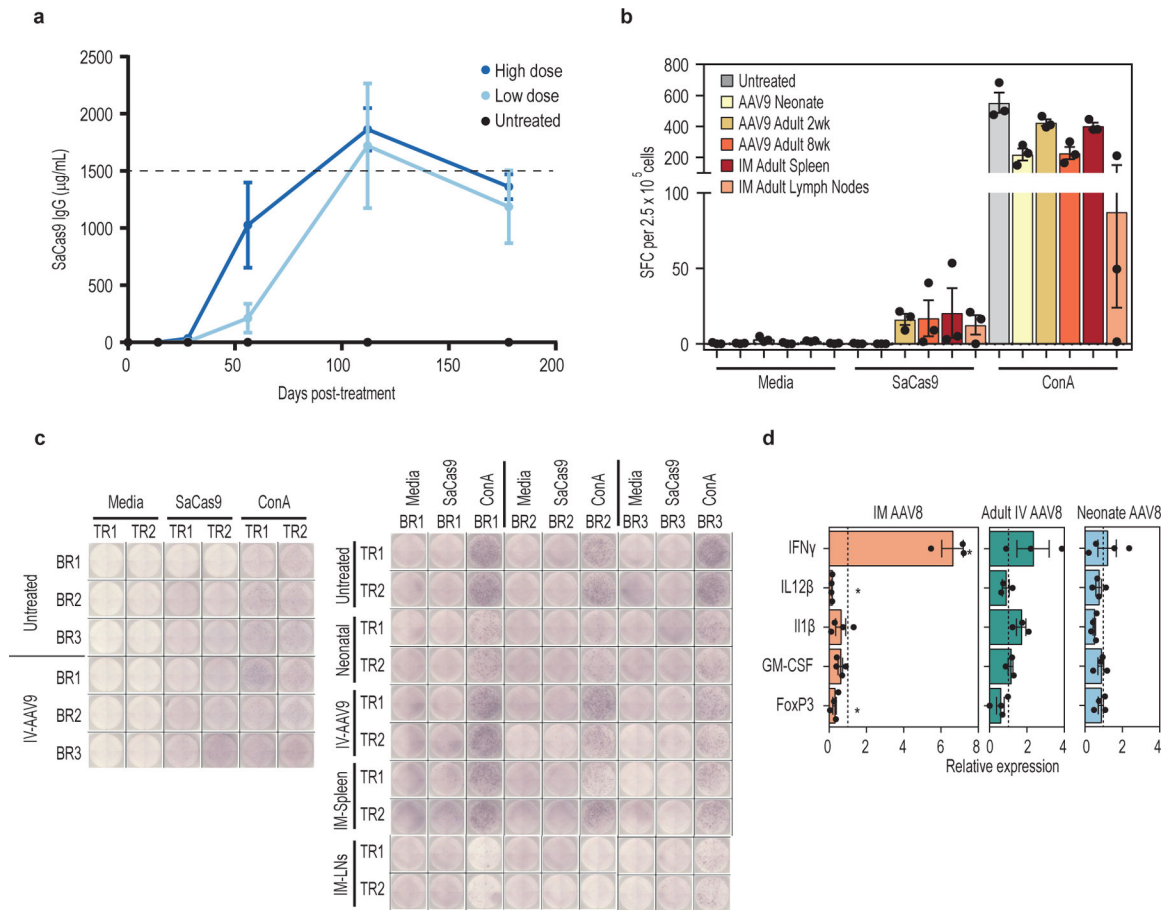 a
2500
2000
1500
1000
500
0
SaCas9 IgG (µg/mL)
High dose
Low dose
Untreated
0
50
100
150
200
Days post-treatment
b
800
600
400
200
100
50
0
SFC per 2.5 x 10⁵ cells
Untreated
AAV9 Neonate
AAV9 Adult 2wk
AAV9 Adult 8wk
IM Adult Spleen
IM Adult Lymph Nodes
Media
SaCas9
ConA
c
Media
SaCas9
ConA
TR1 TR2 TR1 TR2 TR1 TR2
Untreated
BR1
BR2
BR3
IV-AAV9
BR1
BR2
BR3
Media SaCas9 ConA Media SaCas9 ConA Media SaCas9 ConA
BR1 BR1 BR1 BR2 BR2 BR2 BR3 BR3 BR3
Untreated
TR1
TR2
Neonatal
TR1
TR2
IV-AAV9
TR1
TR2
IM-Spleen
TR1
TR2
IM-LNs
TR1
TR2
d
IM AAV8
Adult IV AAV8
Neonate AAV8
IFNγ
*
IL12β
*
Il1β
GM-CSF
FoxP3
*
0 2 4 6 8
0 2 4
0 2 4
Relative expression